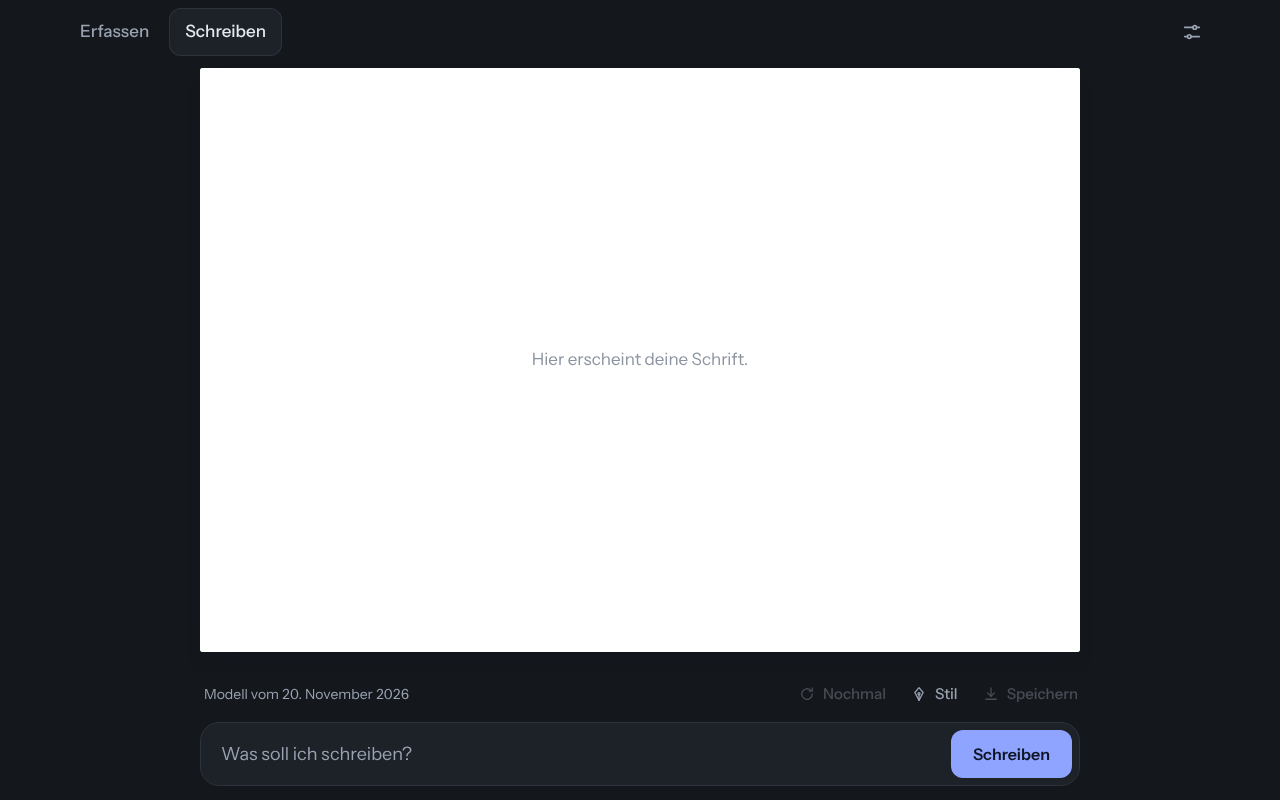 Erfassen
Schreiben
Hier erscheint deine Schrift.
Modell vom 20. November 2026
Nochmal
Stil
Speichern
Was soll ich schreiben?
Schreiben